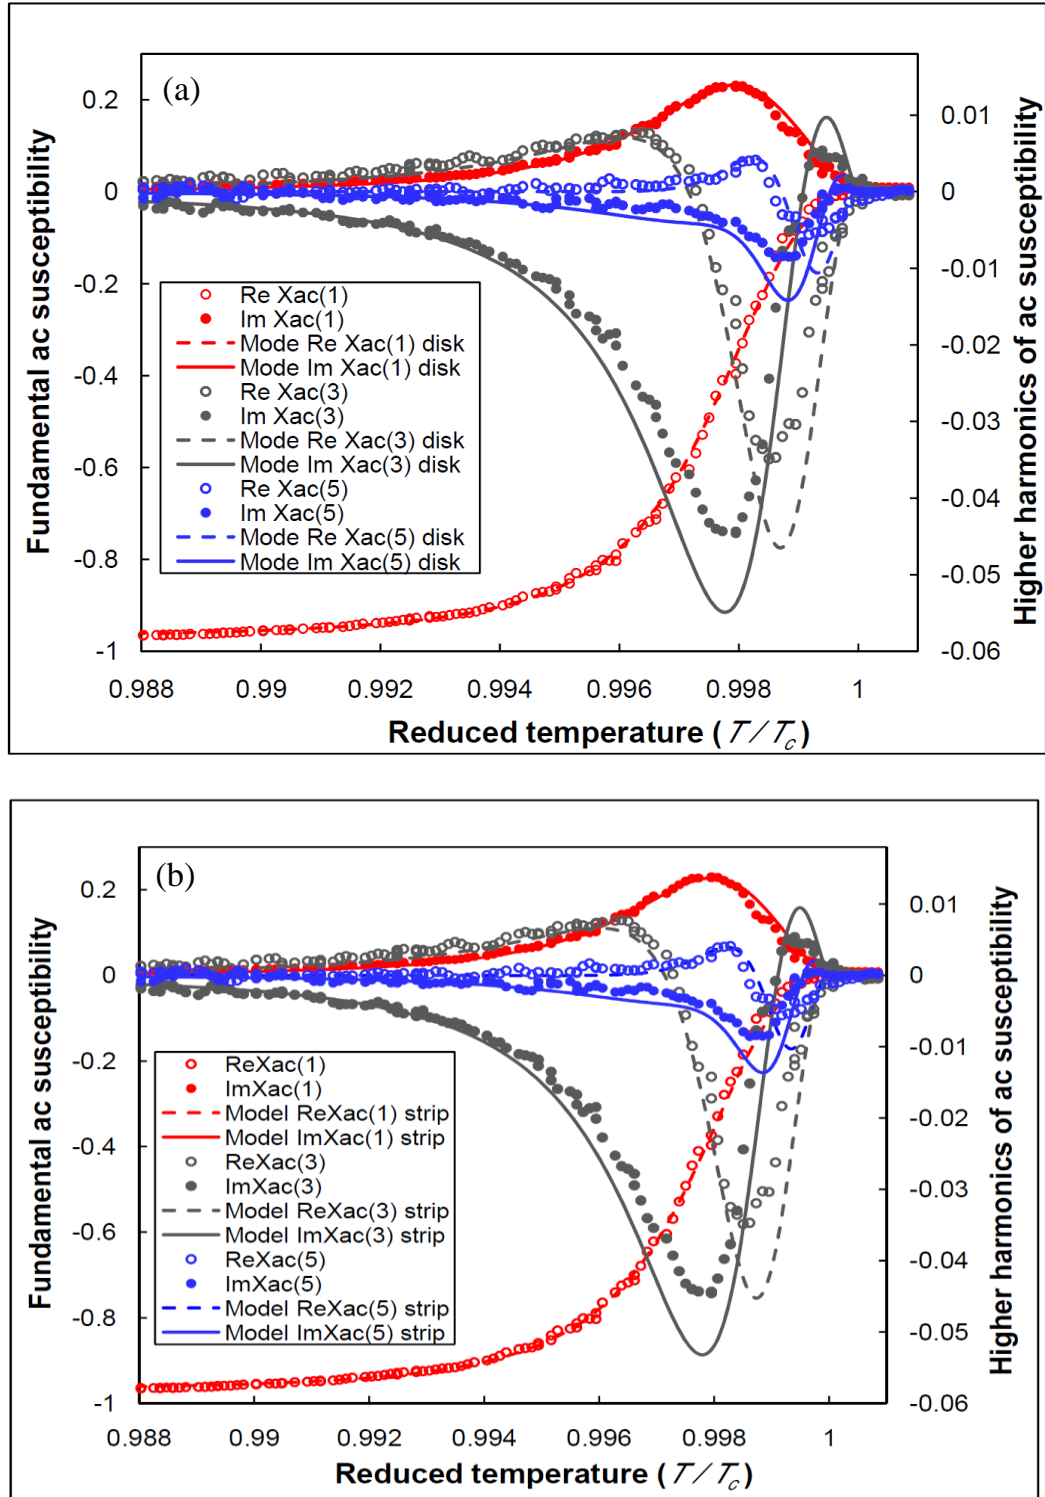 (a)
Fundamental ac susceptibility
0.2
0
-0.2
-0.4
-0.6
-0.8
-1
Re Xac(1)
Im Xac(1)
Mode Re Xac(1) disk
Mode Im Xac(1) disk
Re Xac(3)
Im Xac(3)
Mode Re Xac(3) disk
Mode Im Xac(3) disk
Re Xac(5)
Im Xac(5)
Mode Re Xac(5) disk
Mode Im Xac(5) disk
0.01
0
-0.01
-0.02
-0.03
-0.04
-0.05
-0.06
Higher harmonics of ac susceptibility
0.988 0.99 0.992 0.994 0.996 0.998 1
Reduced temperature (T/Tc)
(b)
Fundamental ac susceptibility
0.2
0
-0.2
-0.4
-0.6
-0.8
-1
ReXac(1)
ImXac(1)
Model ReXac(1) strip
Model ImXac(1) strip
ReXac(3)
ImXac(3)
Model ReXac(3) strip
Model ImXac(3) strip
ReXac(5)
ImXac(5)
Model ReXac(5) strip
Model ImXac(5) strip
0.01
0
-0.01
-0.02
-0.03
-0.04
-0.05
-0.06
Higher harmonics of ac susceptibility
0.988 0.99 0.992 0.994 0.996 0.998 1
Reduced temperature (T/Tc)